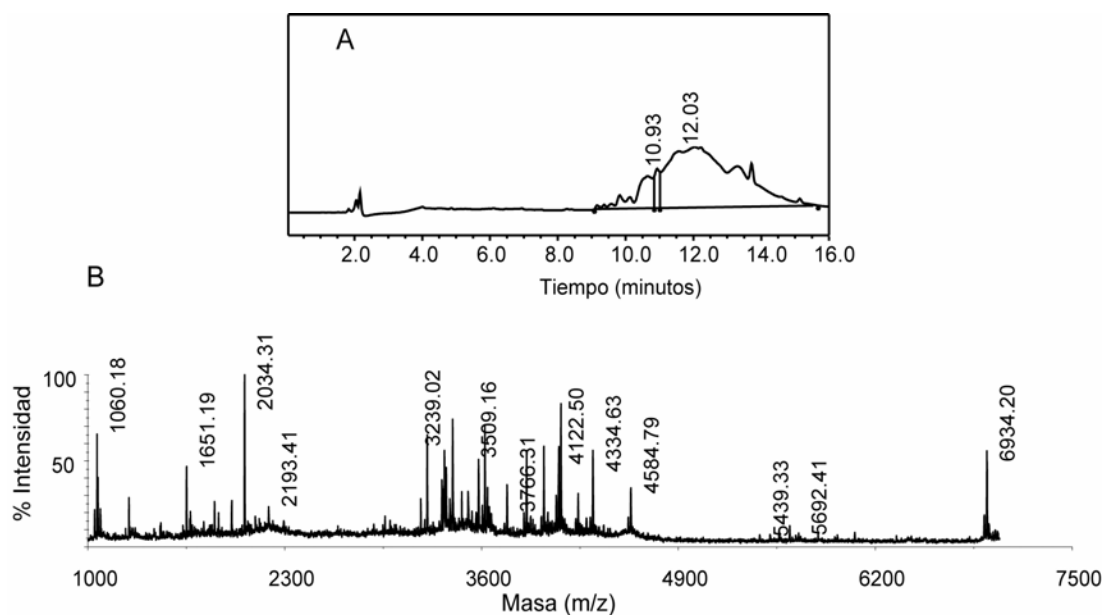 A
10.93
12.03
2.0 4.0 6.0 8.0 10.0 12.0 14.0 16.0
Tiempo (minutos)
B
% Intensidad
100
50
1060.18
1651.19
2034.31
2193.41
3239.02
3509.16
3766.31
4122.50
4334.63
4584.79
5439.33
5692.41
6934.20
1000 2300 3600 4900 6200 7500
Masa (m/z)